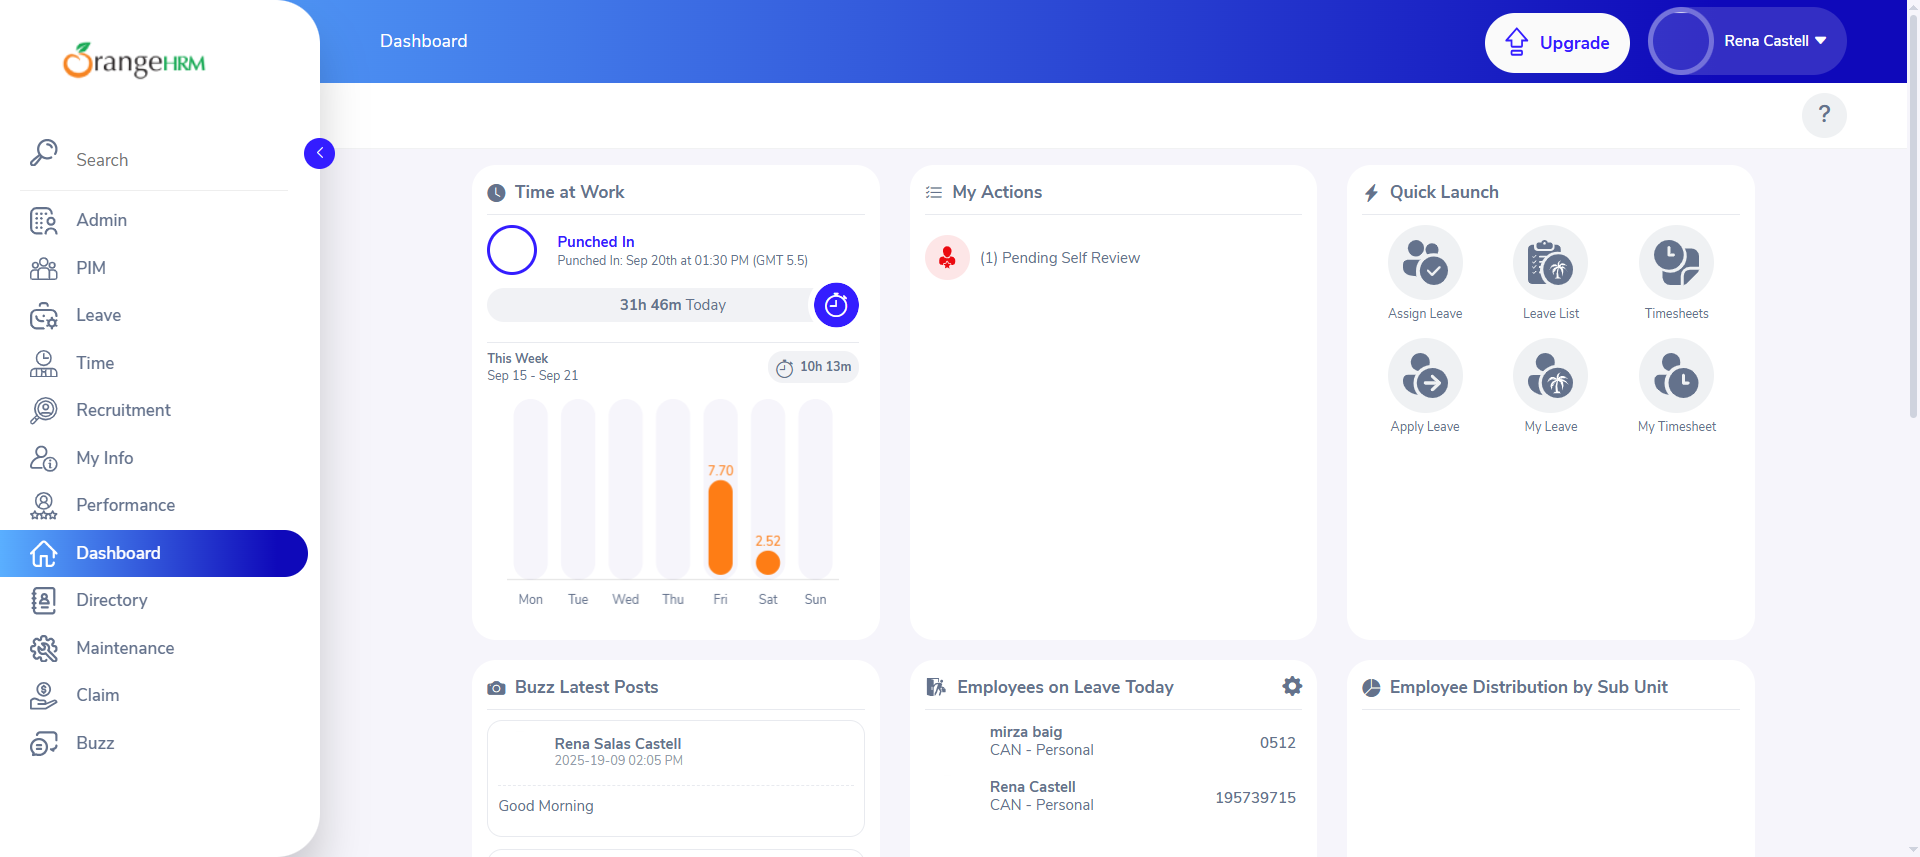 OrangeHRM
Dashboard
Upgrade
Rena Castell
?
Search
Admin
PIM
Leave
Time
Recruitment
My Info
Performance
Dashboard
Directory
Maintenance
Claim
Buzz
Time at Work
Punched In
Punched In: Sep 20th at 01:30 PM (GMT 5.5)
31h 46m Today
This Week
Sep 15 - Sep 21
10h 13m
7.70
2.52
Mon Tue Wed Thu Fri Sat Sun
My Actions
(1) Pending Self Review
Quick Launch
Assign Leave
Leave List
Timesheets
Apply Leave
My Leave
My Timesheet
Buzz Latest Posts
Rena Salas Castell
2025-19-09 02:05 PM
Good Morning
Employees on Leave Today
mirza baig
CAN - Personal
0512
Rena Castell
CAN - Personal
195739715
Employee Distribution by Sub Unit